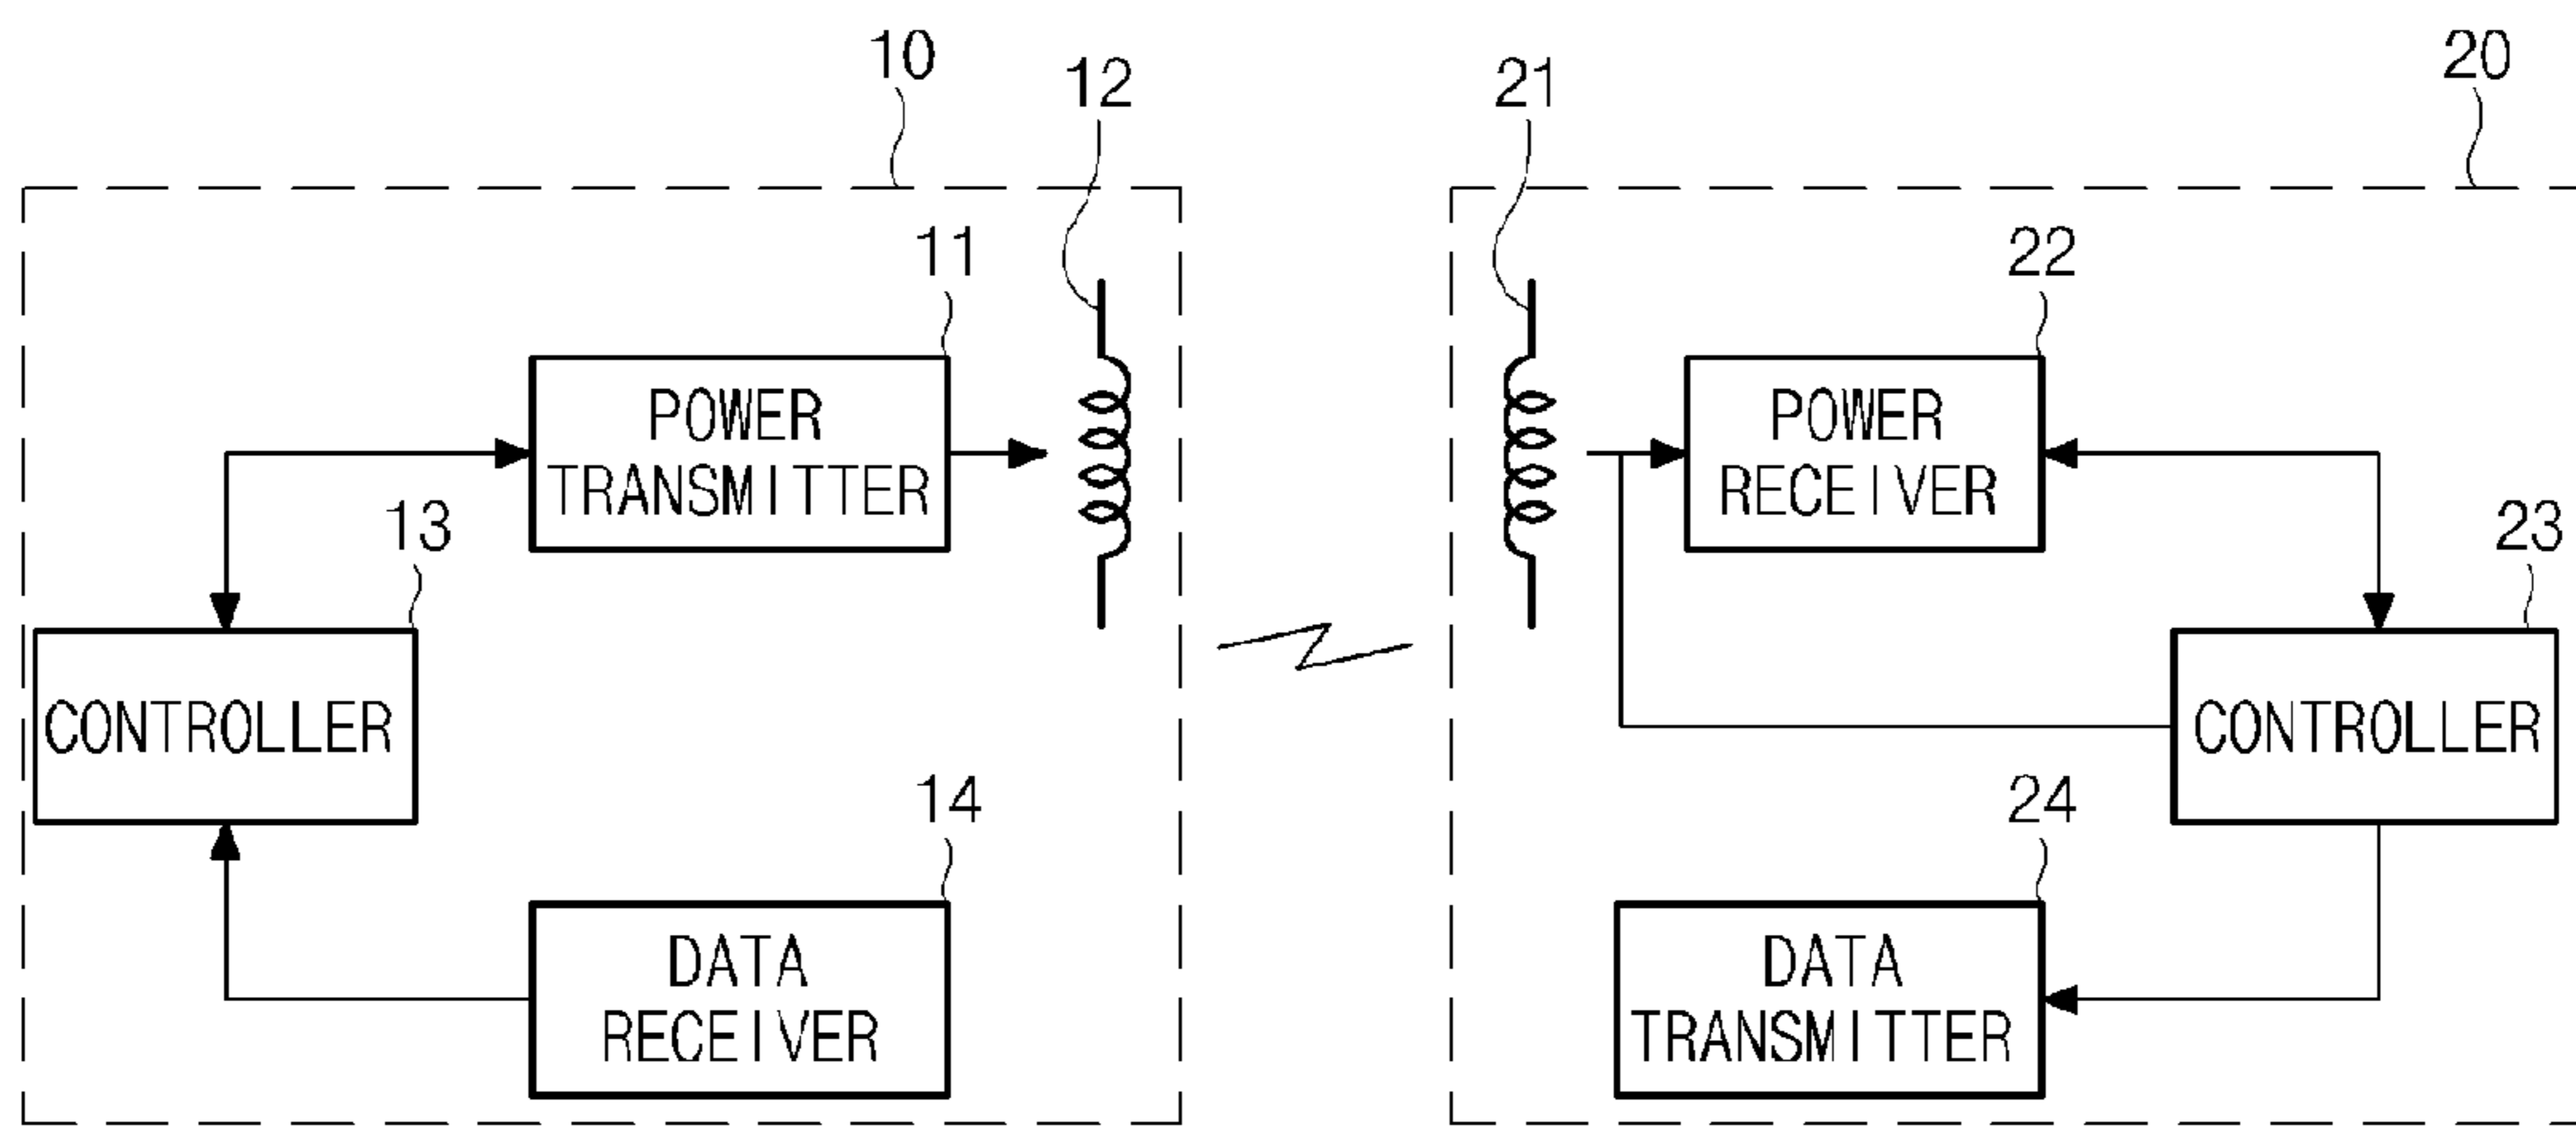 10
20
12
21
11
22
POWER
TRANSMITTER
POWER
RECEIVER
13
23
CONTROLLER
CONTROLLER
14
24
DATA
RECEIVER
DATA
TRANSMITTER